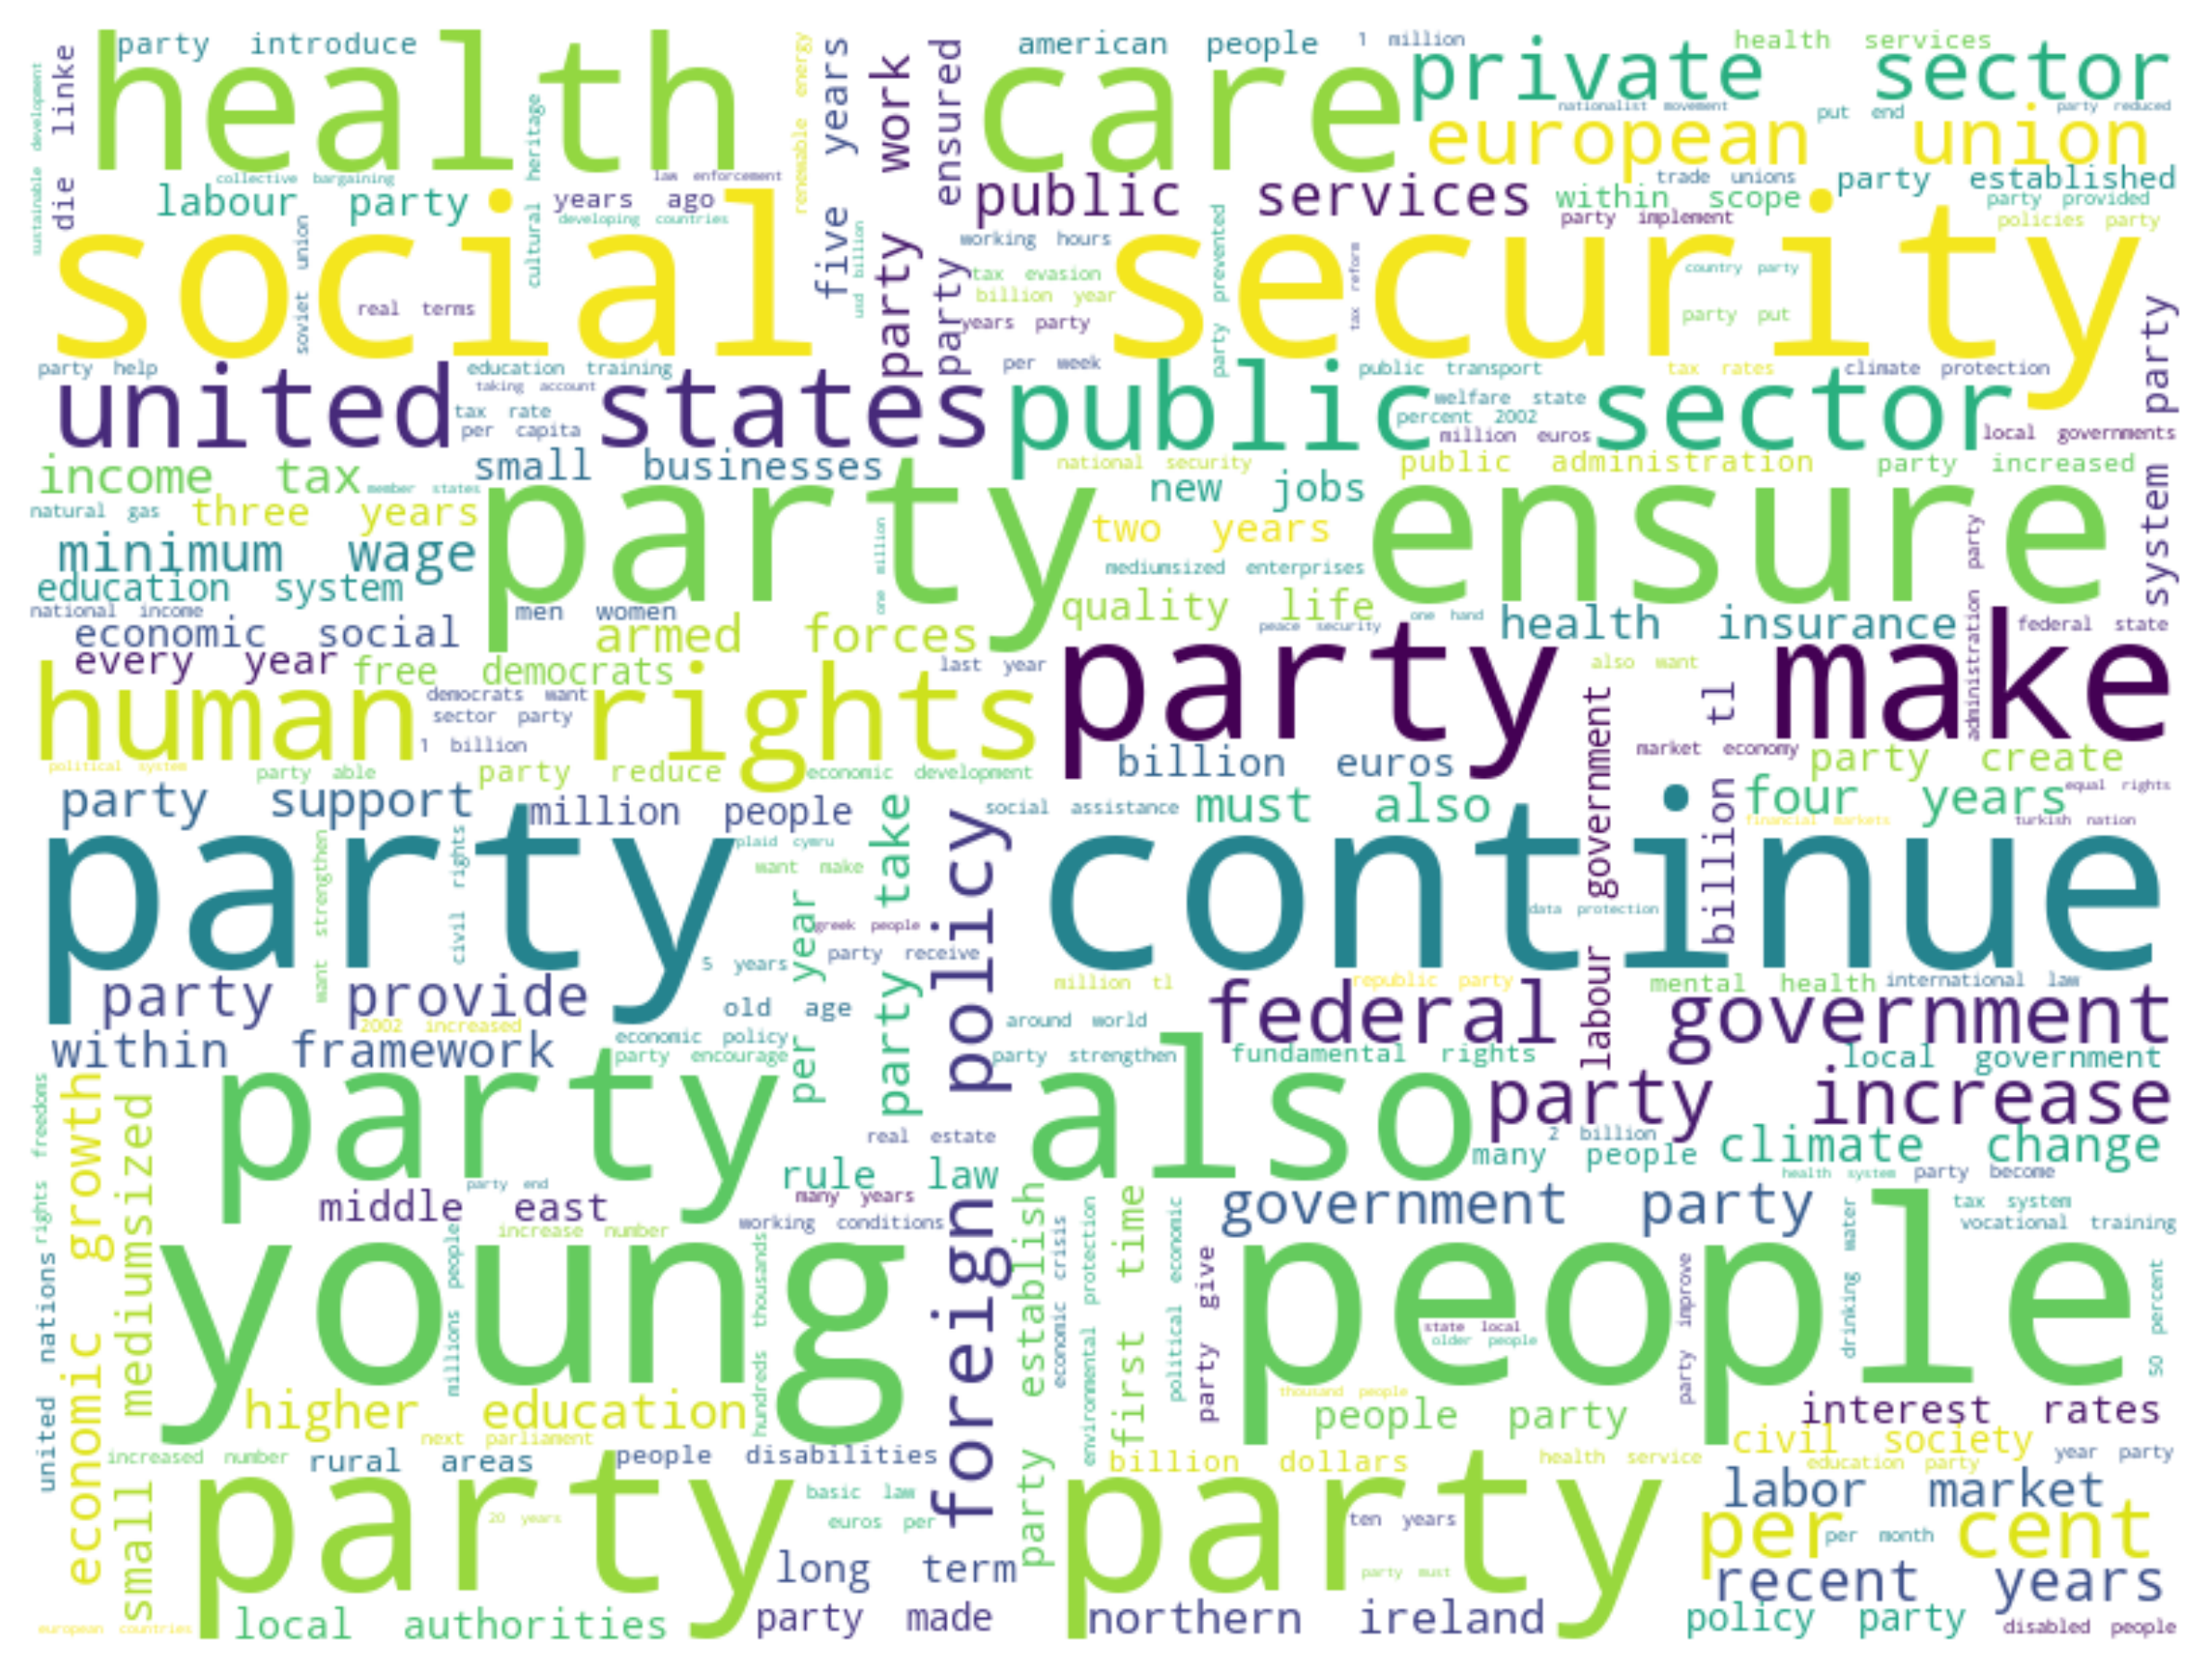 party introduce
american people
1 million
health services
health care
private sector
die linke
sustainable development
cultural heritage
renewable energy
five years
party work
party ensured
nationalist movement
put end
party reduced
european union
collective bargaining
law enforcement
labour party
years ago
developing countries
public services
within scope
trade unions
party established
party provided
party implement
policies party
social security
soviet union
real terms
usd billion
working hours
tax evasion
billion year
years party
party prevented
tax reform
country party
party put
system party
party help
education training
taking account
per week
public transport
tax rates
climate protection
united states
public sector
tax rate
per capita
welfare state
percent 2002
million euros
local governments
income tax
member states
small businesses
national security
public administration
party increased
natural gas
three years
party ensure
new jobs
two years
minimum wage
mediumsized enterprises
education system
one million
national income
men women
quality life
one hand
peace security
health insurance
administration party
federal state
economic social
armed forces
every year
free democrats
last year
party make
also want
human rights
democrats want
sector party
1 billion
labour government
billion tl
market economy
political system
party able
party reduce
economic development
billion euros
party create
party support
million people
social assistance
must also
four years
equal rights
financial markets
turkish nation
party continue
plaid cymru
want make
party take
foreign policy
want strengthen
civil rights
per year
greek people
data protection
party receive
5 years
million tl
republic party
mental health
international law
party provide
old age
federal government
2002 increased
economic policy
around world
within framework
party encourage
party strengthen
fundamental rights
local government
party also
party increase
rights freedoms
economic growth
small mediumsized
real estate
2 billion
many people
climate change
rule law
health system
party become
party end
middle east
many years
government party
tax system
increase number
working conditions
vocational training
young people
united nations
millions people
hundreds thousands
party establish
economic crisis
environmental protection
first time
political economic
party give
party improve
drinking water
50 percent
state local
older people
thousand people
higher education
people party
interest rates
next parliament
civil society
increased number
rural areas
people disabilities
billion dollars
health service
year party
education party
party party
basic law
labor market
20 years
euros per
ten years
per cent
per month
long term
party must
recent years
european countries
local authorities
party made
northern ireland
policy party
disabled people